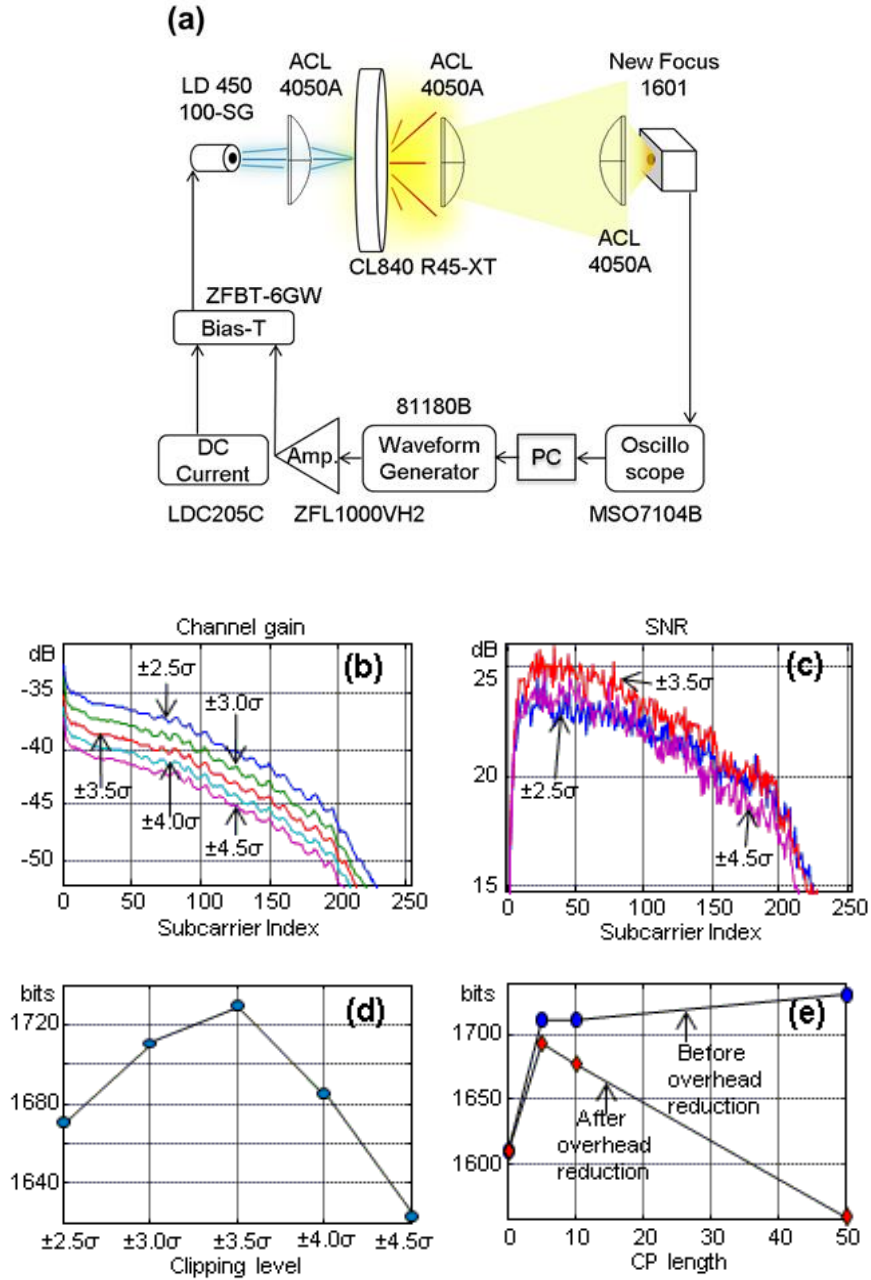 (a)
LD 450
100-SG
ACL
4050A
ACL
4050A
New Focus
1601
ACL
4050A
CL840 R45-XT
ZFBT-6GW
Bias-T
81180B
DC
Current
Amp.
Waveform
Generator
PC
Oscillo
scope
LDC205C
ZFL1000VH2
MSO7104B
Channel gain
dB
(b)
-35
-40
-45
-50
±2.5σ
±3.0σ
±3.5σ
±4.0σ
±4.5σ
0 50 100 150 200 250
Subcarrier Index
SNR
dB
(c)
25
20
15
±3.5σ
±2.5σ
±4.5σ
0 50 100 150 200 250
Subcarrier Index
bits
(d)
1720
1680
1640
±2.5σ ±3.0σ ±3.5σ ±4.0σ ±4.5σ
Clipping level
bits
(e)
1700
1650
1600
Before
overhead
reduction
After
overhead
reduction
0 10 20 30 40 50
CP length